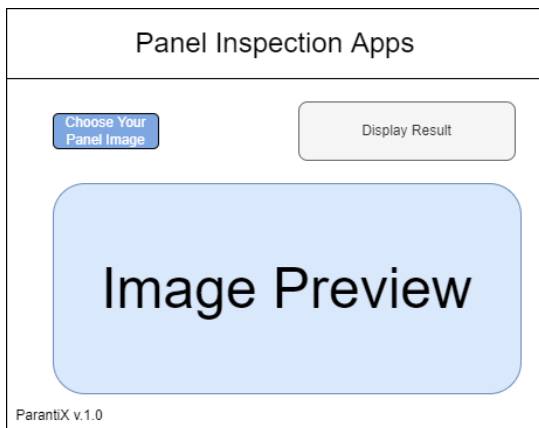 Panel Inspection Apps
Choose Your
Panel Image
Display Result
Image Preview
ParantiX v.1.0